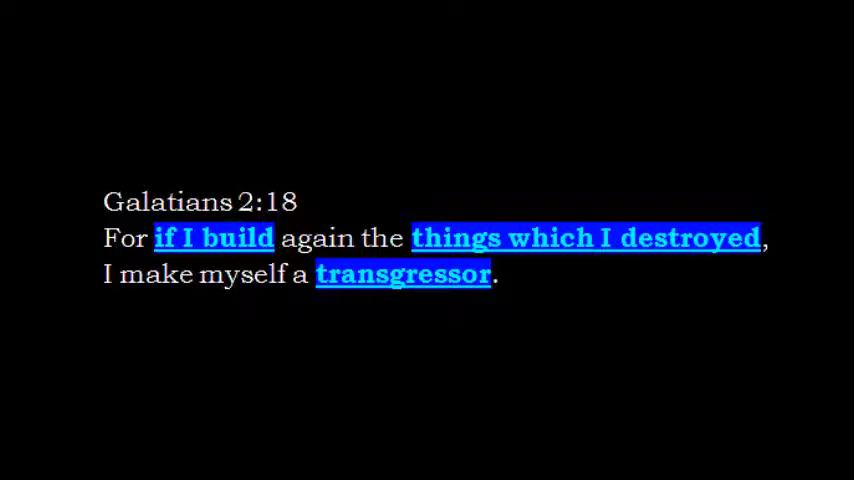 Galatians 2:18
For if I build again the things which I destroyed,
I make myself a transgressor.